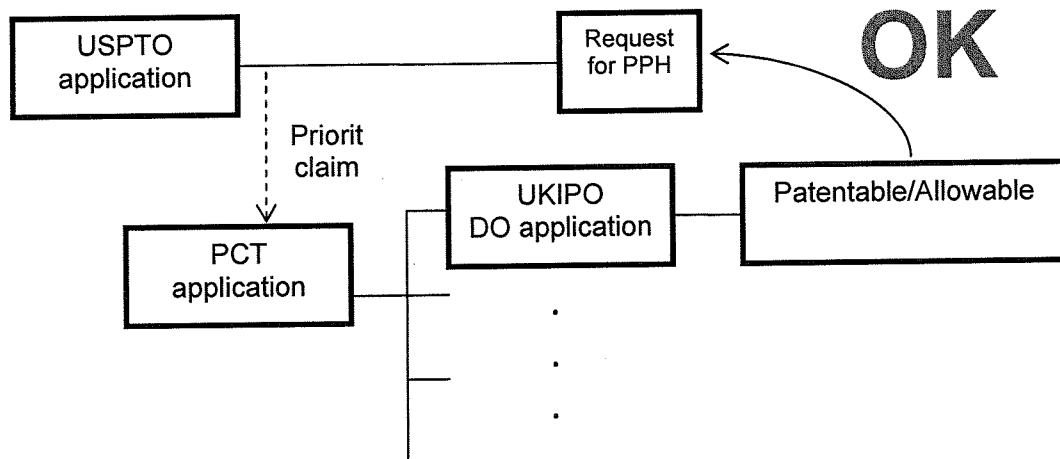 USPTO
application
Request
for PPH
OK
Priorit
claim
UKIPO
DO application
Patentable/Allowable
PCT
application